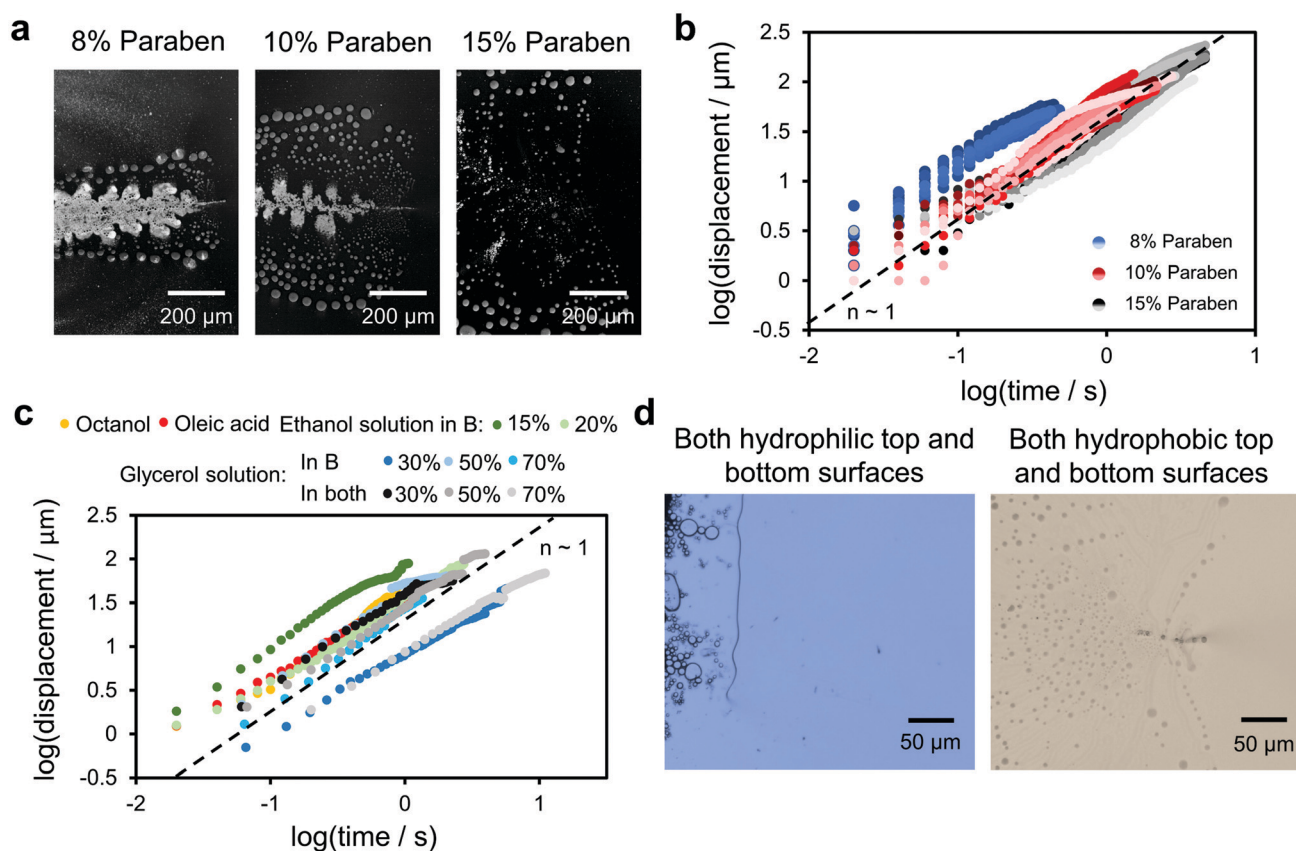 a
8% Paraben 10% Paraben 15% Paraben
200 µm 200 µm 200 µm
b
log(displacement / µm)
2.5
2
1.5
1
0.5
0
-0.5
n ~ 1
8% Paraben
10% Paraben
15% Paraben
-2 -1 0 1
log(time / s)
c
Octanol Oleic acid Ethanol solution in B: 15% 20%
Glycerol solution: In B 30% 50% 70%
In both 30% 50% 70%
log(displacement / µm)
2.5
2
1.5
1
0.5
0
-0.5
n ~ 1
-2 -1 0 1
log(time / s)
d
Both hydrophilic top and
bottom surfaces
Both hydrophobic top
and bottom surfaces
50 µm 50 µm